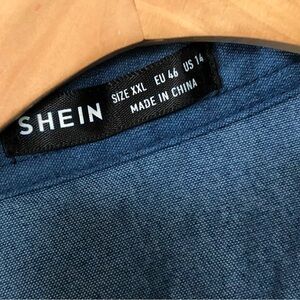 SHEIN
SIZE XXL EU 46 US 14
MADE IN CHINA